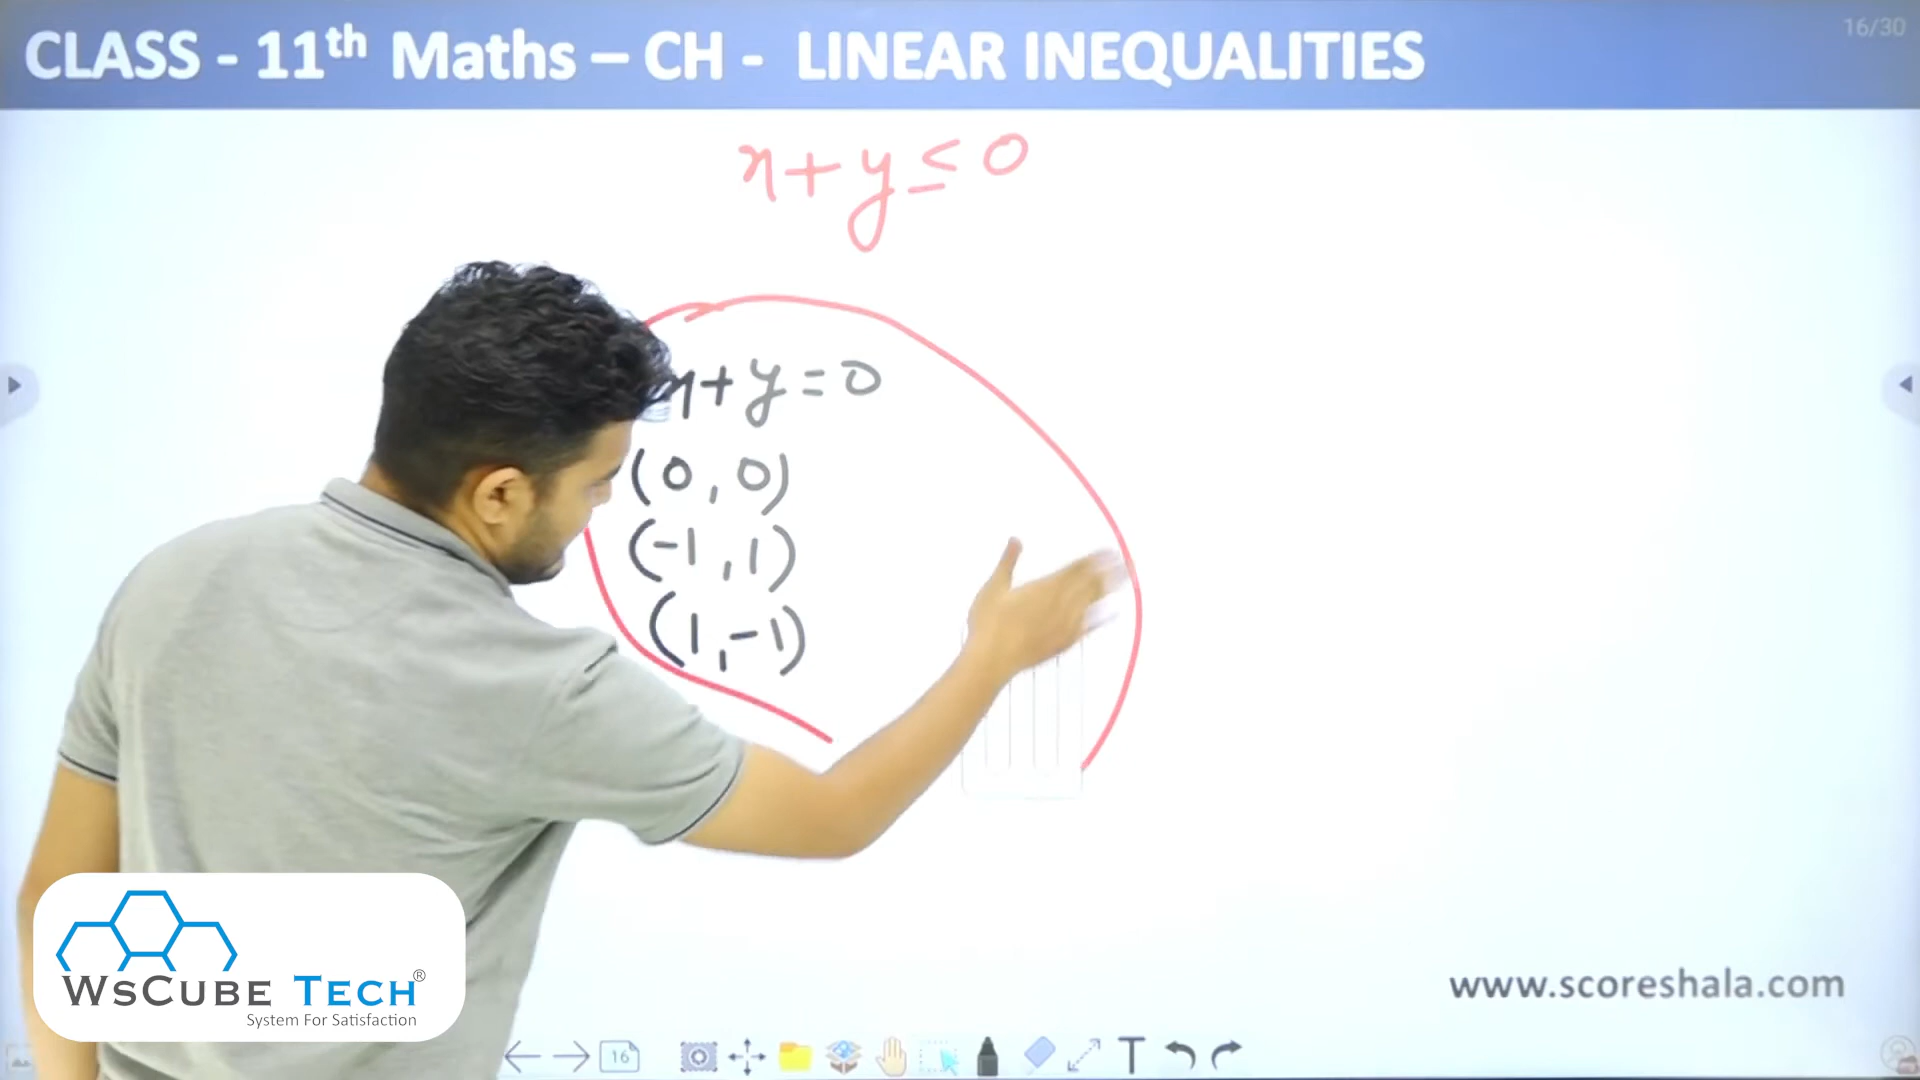 CLASS - 11th Maths – CH - LINEAR INEQUALITIES
16/30
x + y ≤ 0
x + y = 0
(0, 0)
(-1, 1)
(1, -1)
WsCube Tech®
System For Satisfaction
www.scoreshala.com
16
T